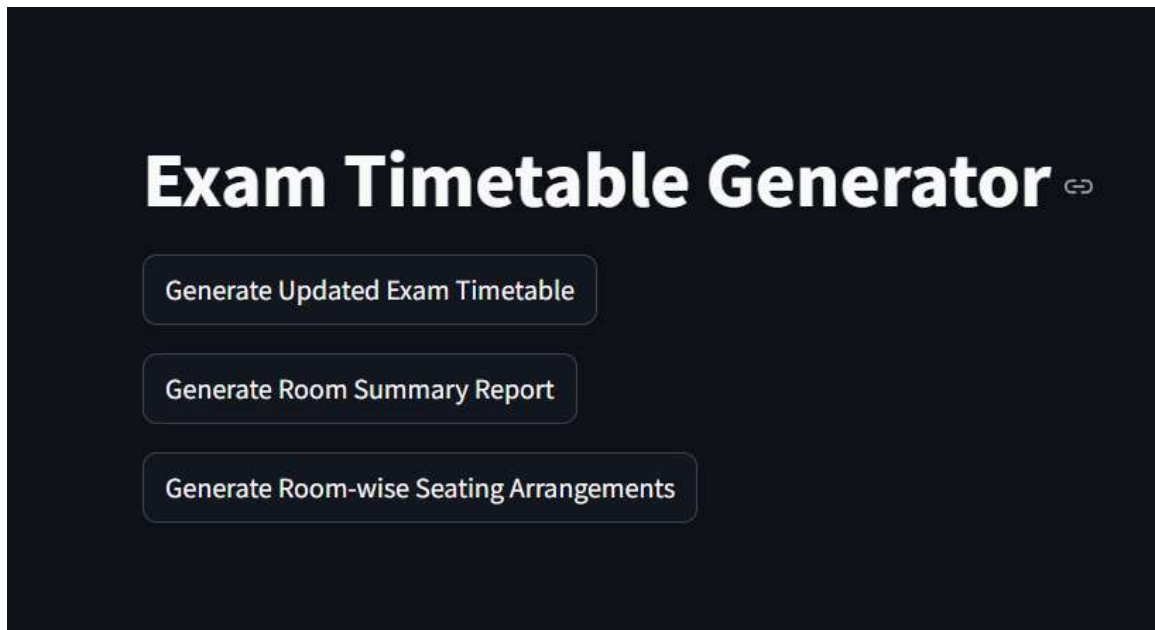 Exam Timetable Generator
Generate Updated Exam Timetable
Generate Room Summary Report
Generate Room-wise Seating Arrangements